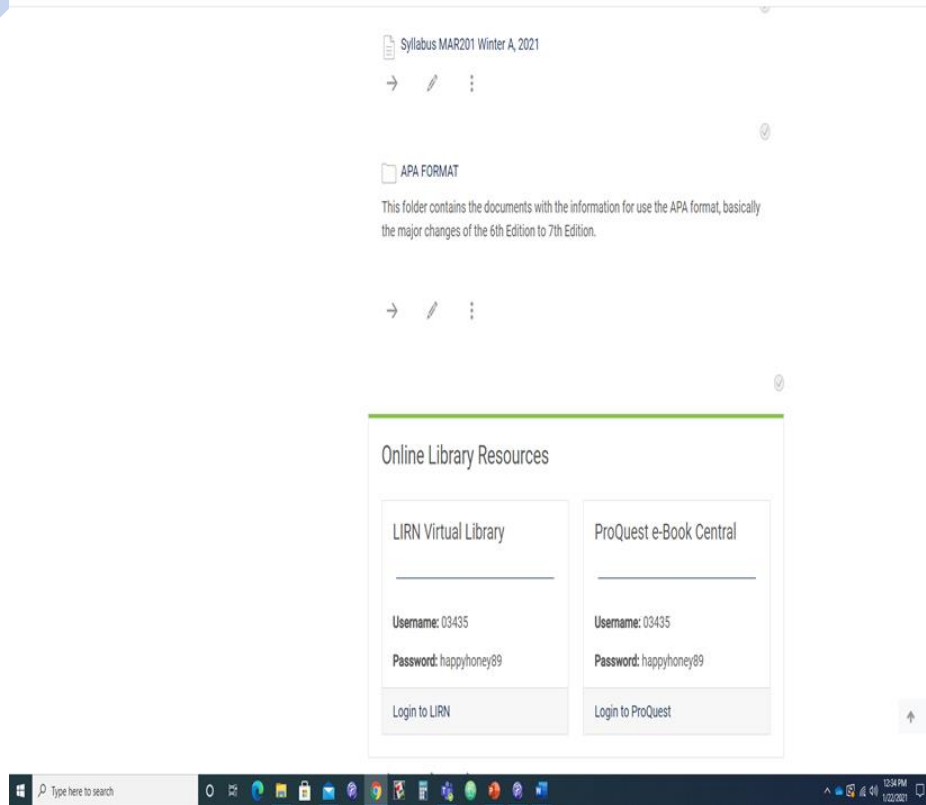 Syllabus MAR201 Winter A, 2021
APA FORMAT
This folder contains the documents with the information for use the APA format, basically
the major changes of the 6th Edition to 7th Edition.
Online Library Resources
LIRN Virtual Library
Username: 03435
Password: happyhoney89
Login to LIRN
ProQuest e-Book Central
Username: 03435
Password: happyhoney89
Login to ProQuest
Type here to search
12:54 PM
1/22/2021